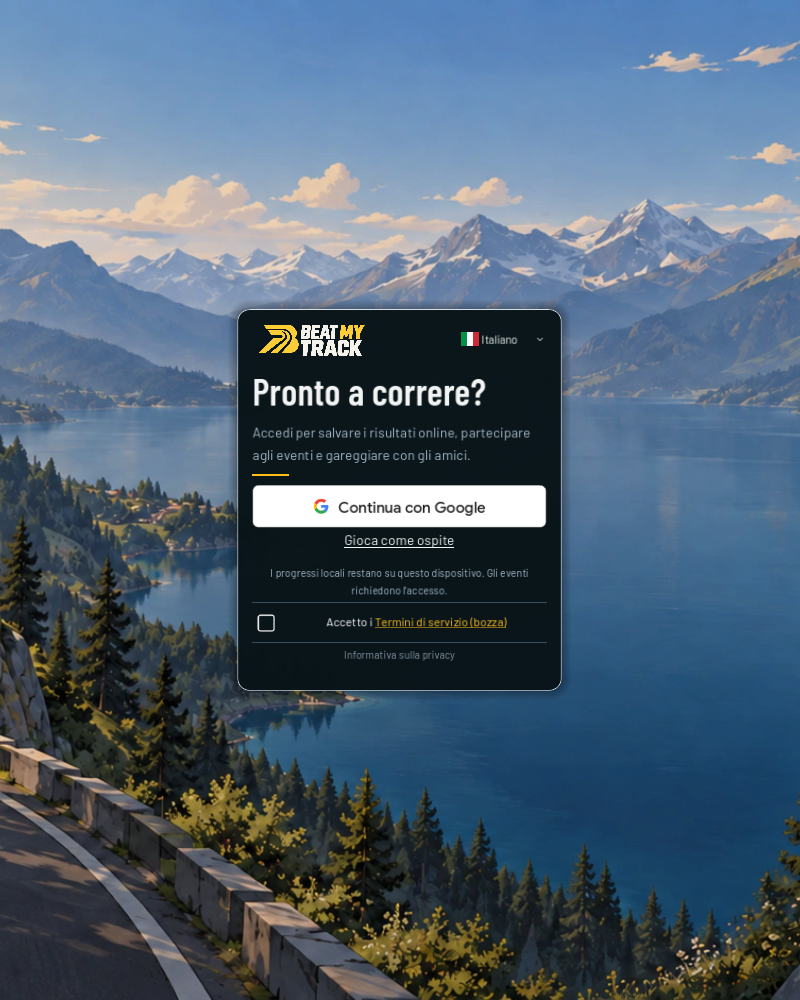 BEAT MY
TRACK
Italiano
Pronto a correre?
Accedi per salvare i risultati online, partecipare
agli eventi e gareggiare con gli amici.
Continua con Google
Gioca come ospite
I progressi locali restano su questo dispositivo. Gli eventi
richiedono l'accesso.
Accetto i Termini di servizio (bozza)
Informativa sulla privacy